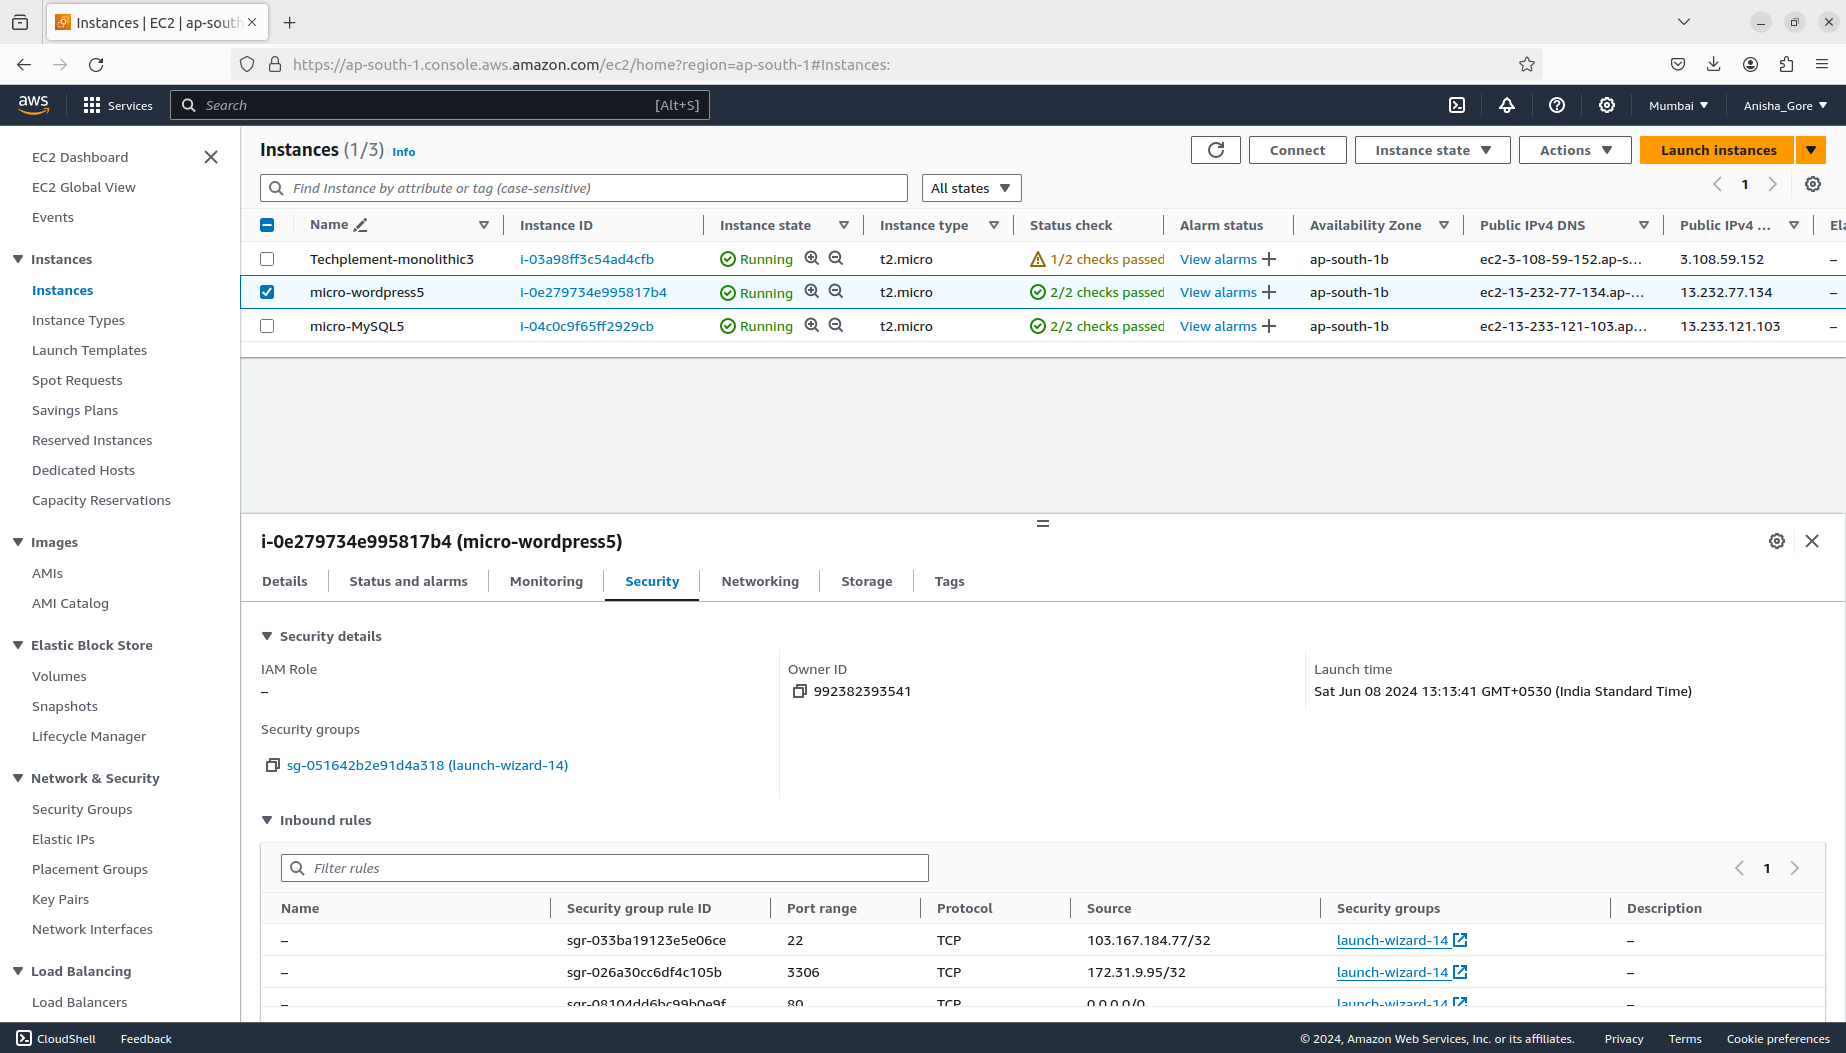 Instances | EC2 | ap-sout
https://ap-south-1.console.aws.amazon.com/ec2/home?region=ap-south-1#Instances:
aws
Services
Search
[Alt+S]
Mumbai
Anisha_Gore
EC2 Dashboard
EC2 Global View
Events
Instances
Instances
Instance Types
Launch Templates
Spot Requests
Savings Plans
Reserved Instances
Dedicated Hosts
Capacity Reservations
Images
AMIs
AMI Catalog
Elastic Block Store
Volumes
Snapshots
Lifecycle Manager
Network & Security
Security Groups
Elastic IPs
Placement Groups
Key Pairs
Network Interfaces
Load Balancing
Load Balancers
Instances (1/3) Info
Connect
Instance state
Actions
Launch instances
Find Instance by attribute or tag (case-sensitive)
All states
1
Name Instance ID Instance state Instance type Status check Alarm status Availability Zone Public IPv4 DNS Public IPv4 ... Ela
Techplement-monolithic3 i-03a98ff3c54ad4cfb Running t2.micro 1/2 checks passed View alarms + ap-south-1b ec2-3-108-59-152.ap-s... 3.108.59.152 –
micro-wordpress5 i-0e279734e995817b4 Running t2.micro 2/2 checks passed View alarms + ap-south-1b ec2-13-232-77-134.ap-... 13.232.77.134 –
micro-MySQL5 i-04c0c9f65ff2929cb Running t2.micro 2/2 checks passed View alarms + ap-south-1b ec2-13-233-121-103.ap... 13.233.121.103 –
i-0e279734e995817b4 (micro-wordpress5)
Details Status and alarms Monitoring Security Networking Storage Tags
Security details
IAM Role
–
Owner ID
992382393541
Launch time
Sat Jun 08 2024 13:13:41 GMT+0530 (India Standard Time)
Security groups
sg-051642b2e91d4a318 (launch-wizard-14)
Inbound rules
Filter rules
1
Name Security group rule ID Port range Protocol Source Security groups Description
– sgr-033ba19123e5e06ce 22 TCP 103.167.184.77/32 launch-wizard-14 –
– sgr-026a30cc6df4c105b 3306 TCP 172.31.9.95/32 launch-wizard-14 –
– sgr-08104dd6bc99b0e9f 80 TCP 0.0.0.0/0 launch-wizard-14 –
CloudShell Feedback
© 2024, Amazon Web Services, Inc. or its affiliates. Privacy Terms Cookie preferences